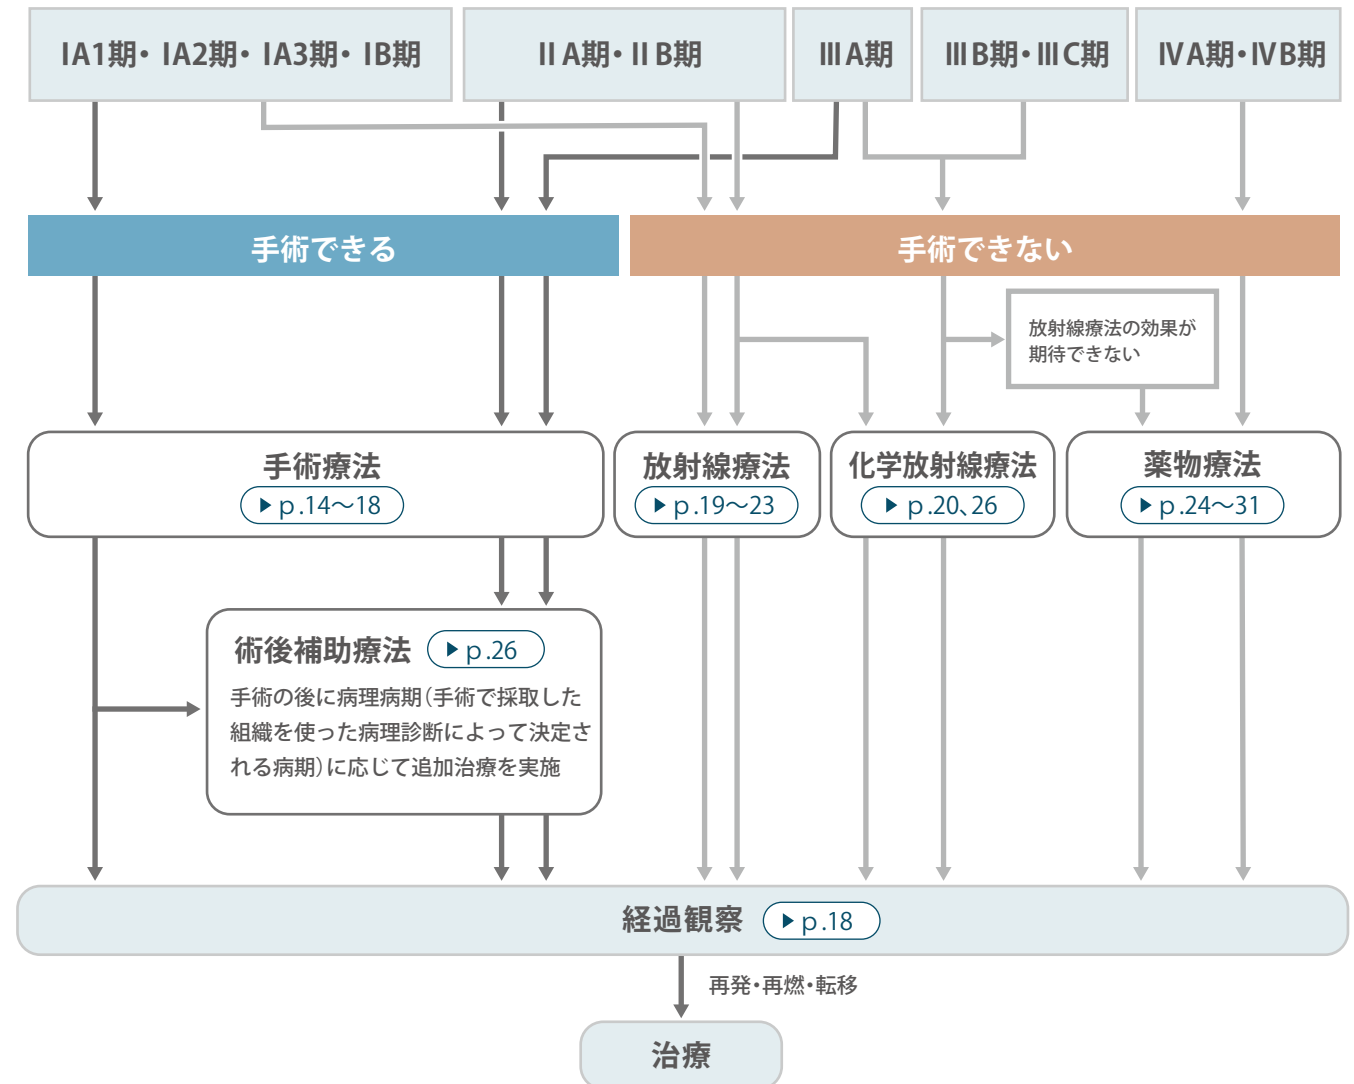 IA1期・IA2期・IA3期・IB期
ⅡA期・ⅡB期
ⅢA期
ⅢB期・ⅢC期
ⅣA期・ⅣB期
手術できる
手術できない
放射線療法の効果が
期待できない
手術療法
▶ p.14〜18
放射線療法
▶ p.19〜23
化学放射線療法
▶ p.20、26
薬物療法
▶ p.24〜31
術後補助療法 ▶ p.26
手術の後に病理病期(手術で採取した
組織を使った病理診断によって決定さ
れる病期)に応じて追加治療を実施
経過観察 ▶ p.18
再発・再燃・転移
治療